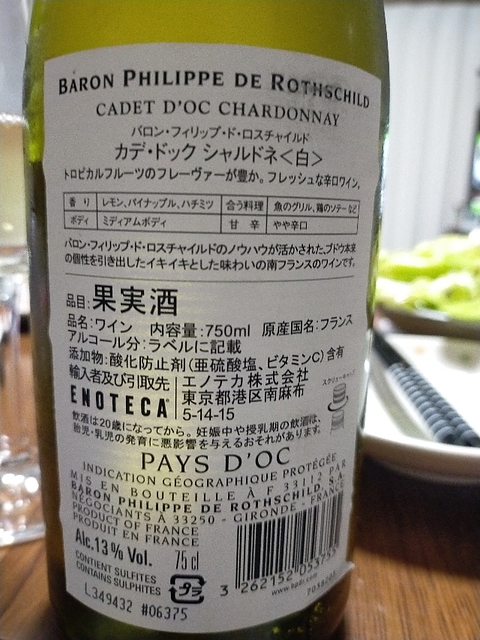 BARON PHILIPPE DE ROTHSCHILD
CADET D'OC CHARDONNAY
バロン・フィリップ・ド・ロスチャイルド
カデ・ドック シャルドネ<白>
トロピカルフルーツのフレーヴァーが豊か。フレッシュな辛口ワイン。
香り レモン、パイナップル、ハチミツ 合う料理 魚のグリル、鶏のソテーなど
ボディ ミディアムボディ 甘辛 やや辛口
バロン・フィリップ・ド・ロスチャイルドのノウハウが活かされた、ブドウ本来
の個性を引き出したイキイキとした味わいの南フランスのワインです。
品目:果実酒
品名:ワイン 内容量:750ml 原産国名:フランス
アルコール分:ラベルに記載
添加物:酸化防止剤(亜硫酸塩、ビタミンC)含有
輸入者及び引取先 エノテカ株式会社
ENOTECA 東京都港区南麻布
5-14-15
スクリューキャップ
飲酒は20歳になってから。妊娠中や授乳期の飲酒は、
胎児・乳児の発育に悪影響を与えるおそれがあります。
PAYS D'OC
INDICATION GÉOGRAPHIQUE PROTÉGÉE
MIS EN BOUTEILLE À F 33112 PAR
BARON PHILIPPE DE ROTHSCHILD, S.A.
NÉGOCIANTS À 33250 - GIRONDE - FRANCE
PRODUCT OF FRANCE
PRODUIT EN FRANCE
Alc.13% Vol. 75 cl
CONTIENT SULFITES
CONTAINS SULPHITES
L349432 #06375
3 262152 053755
www.bpdr.com